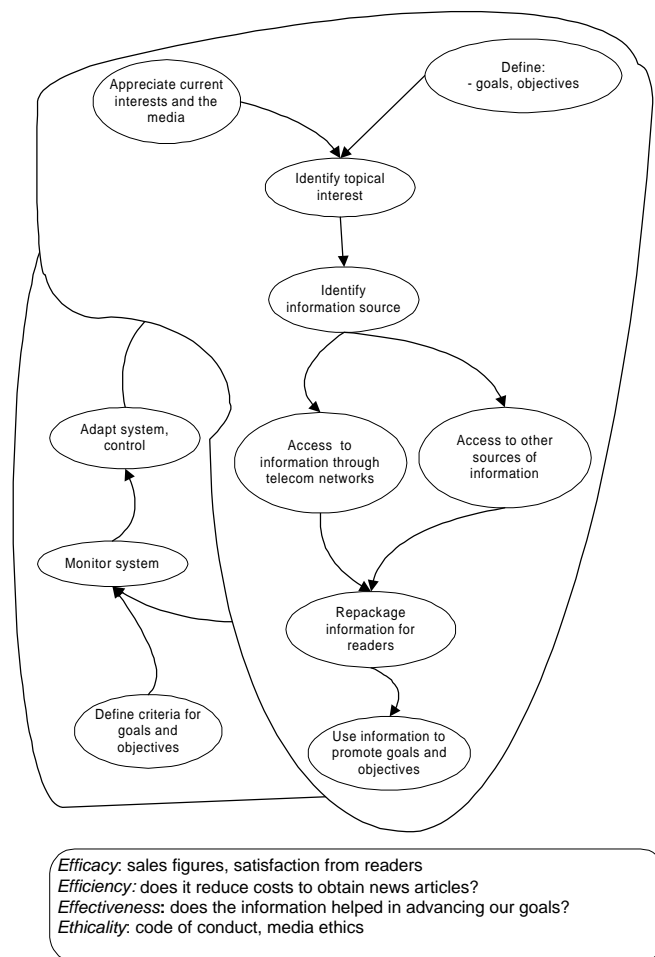 Appreciate current
interests and the
media
Define:
- goals, objectives
Identify topical
interest
Identify
information source
Adapt system,
control
Access to
information through
telecom networks
Access to other
sources of
information
Monitor system
Repackage
information for
readers
Define criteria for
goals and
objectives
Use information to
promote goals and
objectives
Efficacy: sales figures, satisfaction from readers
Efficiency: does it reduce costs to obtain news articles?
Effectiveness: does the information helped in advancing our goals?
Ethicality: code of conduct, media ethics